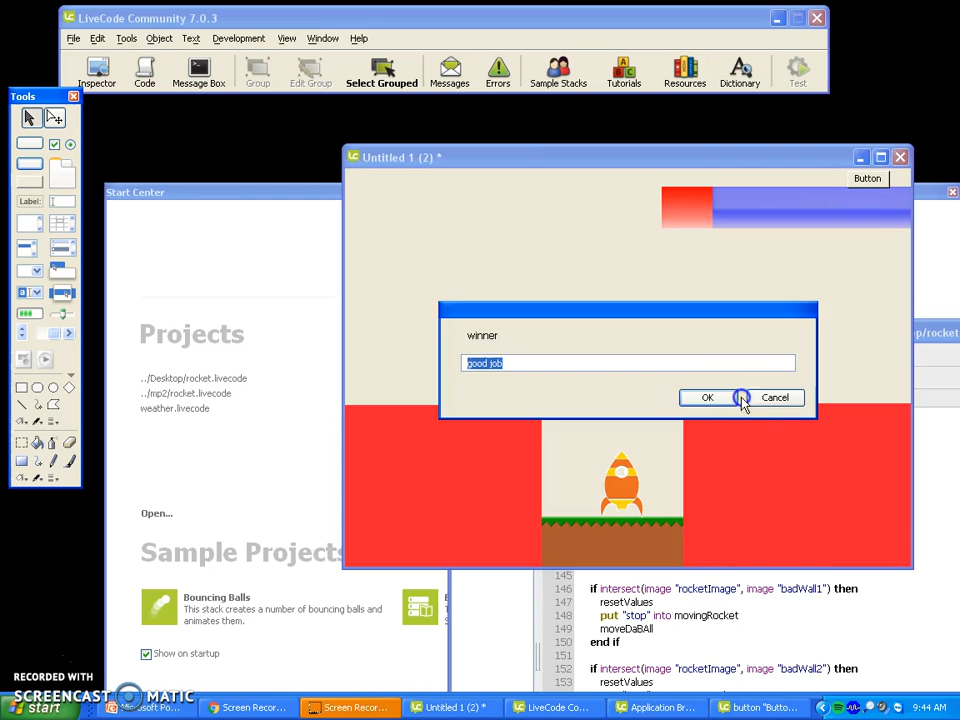 LiveCode Community 7.0.3
File Edit Tools Object Text Development View Window Help
Inspector Code Message Box Group Edit Group Select Grouped Messages Errors Sample Stacks Tutorials Resources Dictionary Test
Tools
Label:
Untitled 1 (2) *
Button
Start Center
winner
good job
OK Cancel
Projects
../Desktop/rocket.livecode
../mp2/rocket.livecode
weather.livecode
Open...
Sample Projects
Bouncing Balls
This stack creates a number of bouncing balls and
animates them.
Show on startup
op/rocket
145
146 if intersect(image "rocketImage", image "badWall1") then
147 resetValues
148 put "stop" into movingRocket
149 moveDaBAll
150 end if
151
152 if intersect(image "rocketImage", image "badWall2") then
153 resetValues
RECORDED WITH
SCREENCAST MATIC
start Microsoft Po... Screen Recor... Screen Recor... Untitled 1 (2) * LiveCode Co... Application Br... button "Butto... 9:44 AM